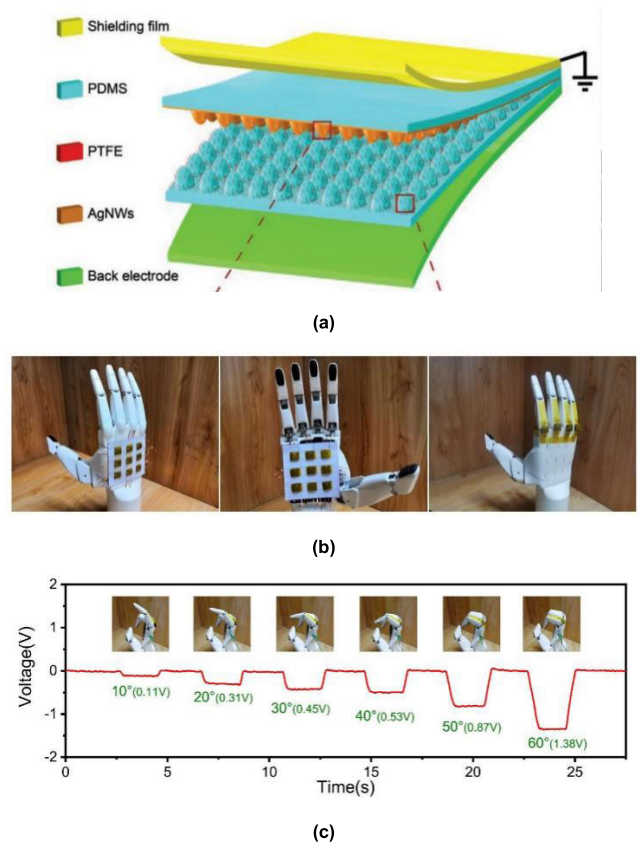 Shielding film
PDMS
PTFE
AgNWs
Back electrode
(a)
(b)
2
1
0
-1
-2
Voltage(V)
10°(0.11V)
20°(0.31V)
30°(0.45V)
40°(0.53V)
50°(0.87V)
60°(1.38V)
0 5 10 15 20 25
Time(s)
(c)